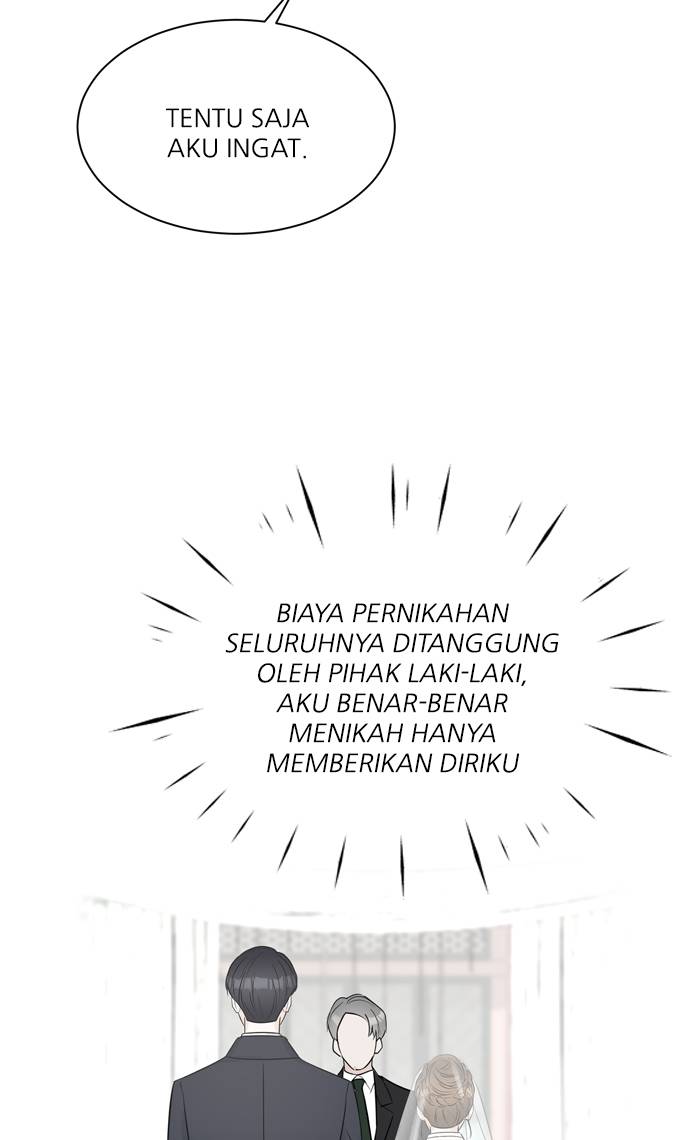 TENTU SAJA
AKU INGAT.
BIAYA PERNIKAHAN
SELURUHNYA DITANGGUNG
OLEH PIHAK LAKI-LAKI,
AKU BENAR-BENAR
MENIKAH HANYA
MEMBERIKAN DIRIKU